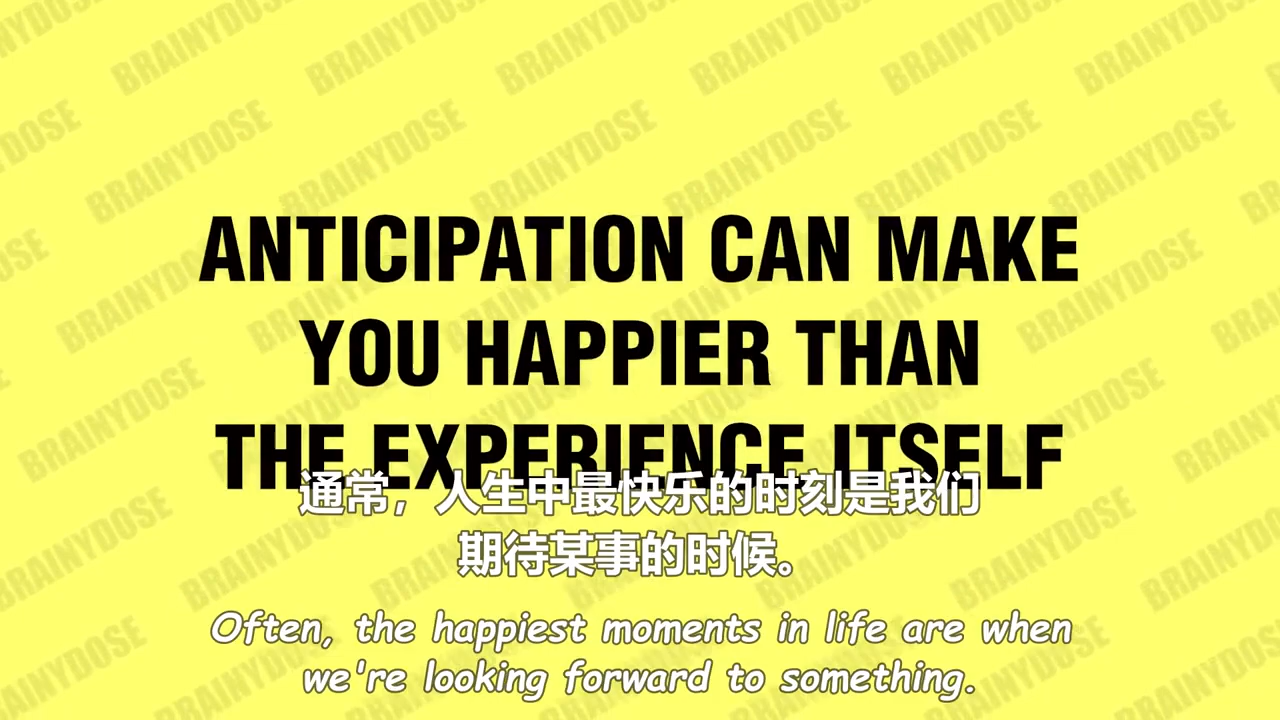 ANTICIPATION CAN MAKE
YOU HAPPIER THAN
THE EXPERIENCE ITSELF
通常，人生中最快乐的时刻是我们
期待某事的时候。
Often, the happiest moments in life are when
we're looking forward to something.
BRAINYDOSE